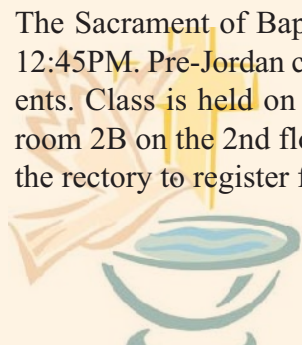 The Sacrament of Bap
12:45PM. Pre-Jordan c
ents. Class is held on
room 2B on the 2nd flo
the rectory to register f